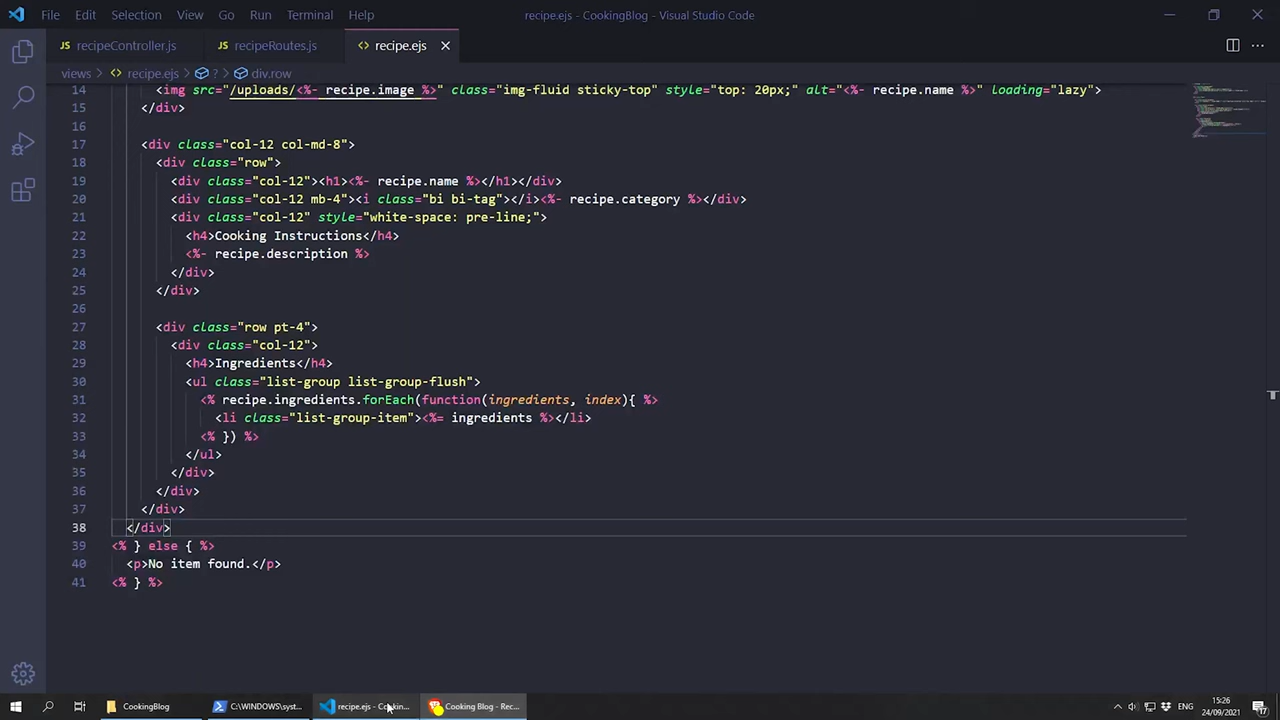 File Edit Selection View Go Run Terminal Help
recipe.ejs - CookingBlog - Visual Studio Code
JS recipeController.js JS recipeRoutes.js <> recipe.ejs
views > <> recipe.ejs > ? > div.row
14 <img src="/uploads/<%- recipe.image %>" class="img-fluid sticky-top" style="top: 20px;" alt="<%- recipe.name %>" loading="lazy">
15 </div>
16
17 <div class="col-12 col-md-8">
18 <div class="row">
19 <div class="col-12"><h1><%- recipe.name %></h1></div>
20 <div class="col-12 mb-4"><i class="bi bi-tag"></i><%- recipe.category %></div>
21 <div class="col-12" style="white-space: pre-line;">
22 <h4>Cooking Instructions</h4>
23 <%- recipe.description %>
24 </div>
25 </div>
26
27 <div class="row pt-4">
28 <div class="col-12">
29 <h4>Ingredients</h4>
30 <ul class="list-group list-group-flush">
31 <% recipe.ingredients.forEach(function(ingredients, index){ %>
32 <li class="list-group-item"><%= ingredients %></li>
33 <% }) %>
34 </ul>
35 </div>
36 </div>
37 </div>
38 </div>
39 <% } else { %>
40 <p>No item found.</p>
41 <% } %>
CookingBlog C:\WINDOWS\syst... recipe.ejs - Cookin... Cooking Blog - Rec...
ENG 15:26
24/09/2021 17